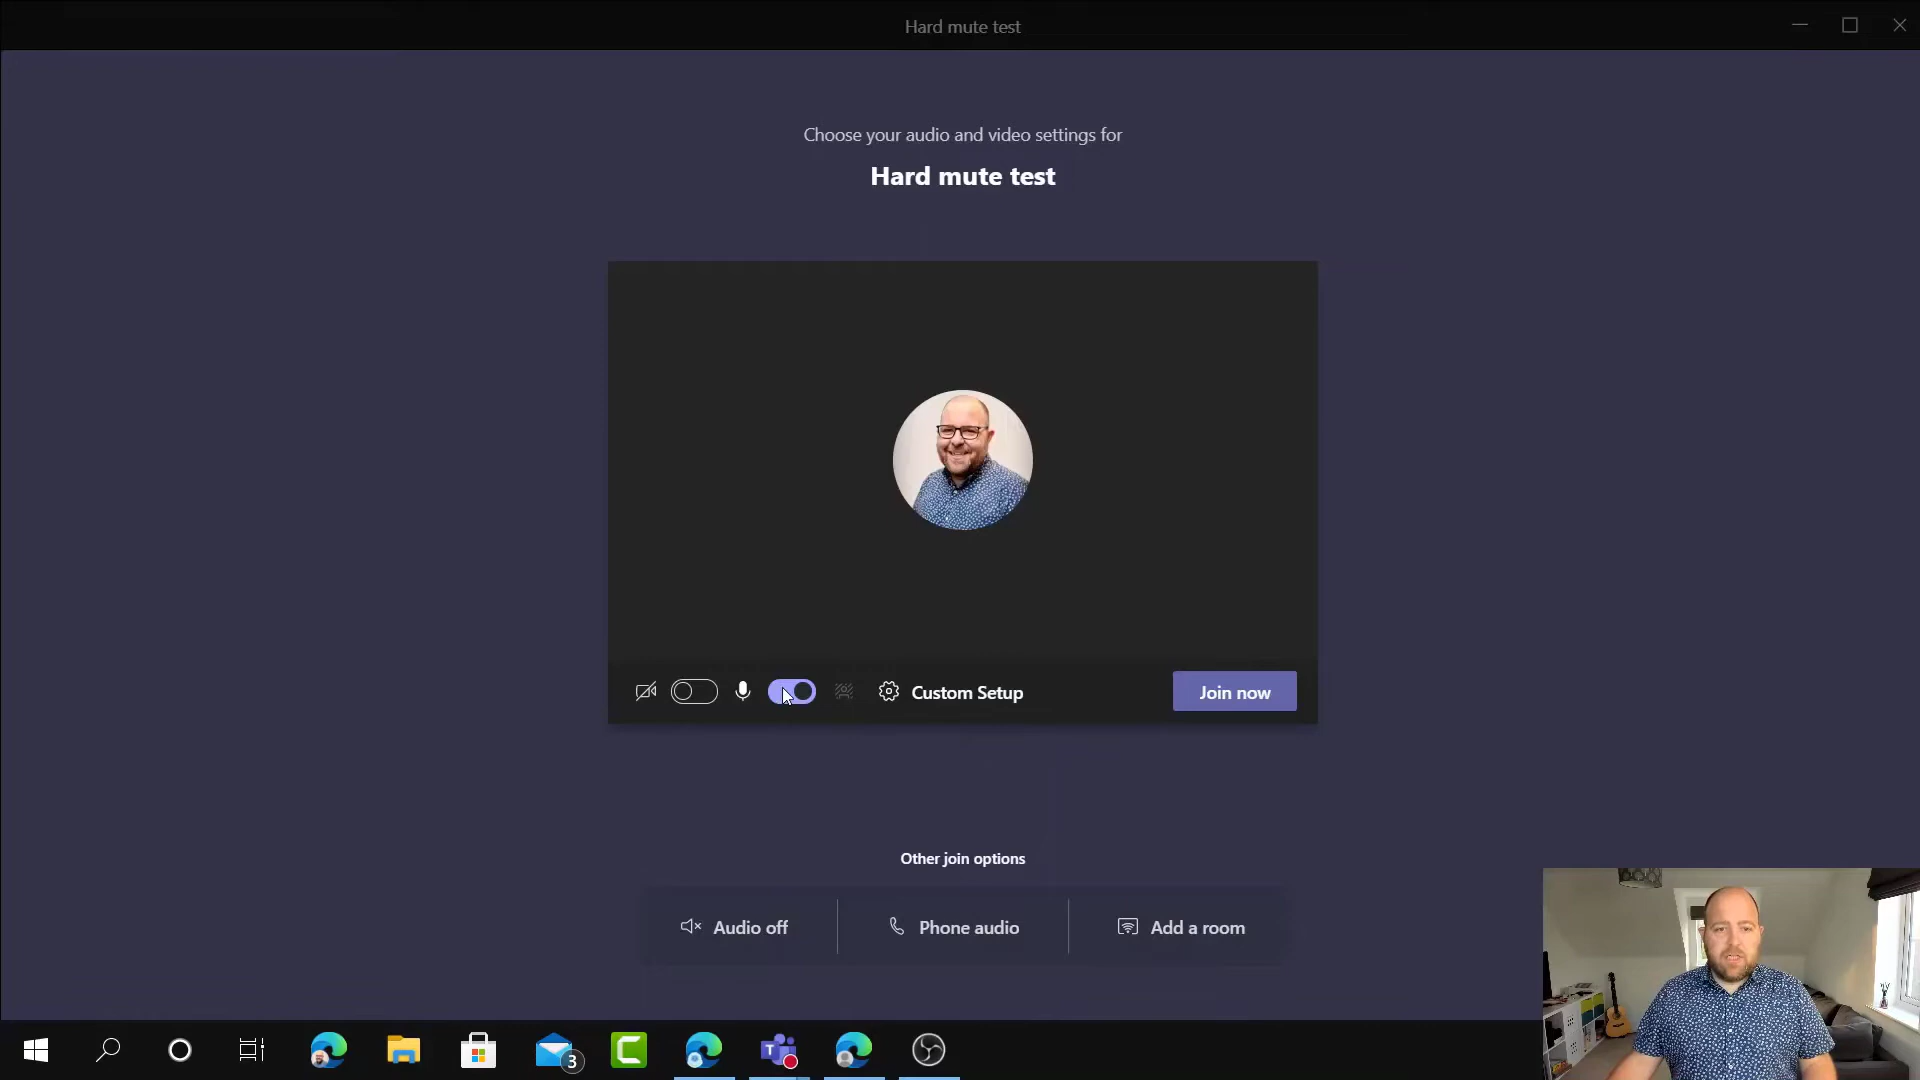 Hard mute test
Choose your audio and video settings for
Hard mute test
Custom Setup
Join now
Other join options
Audio off
Phone audio
Add a room
3